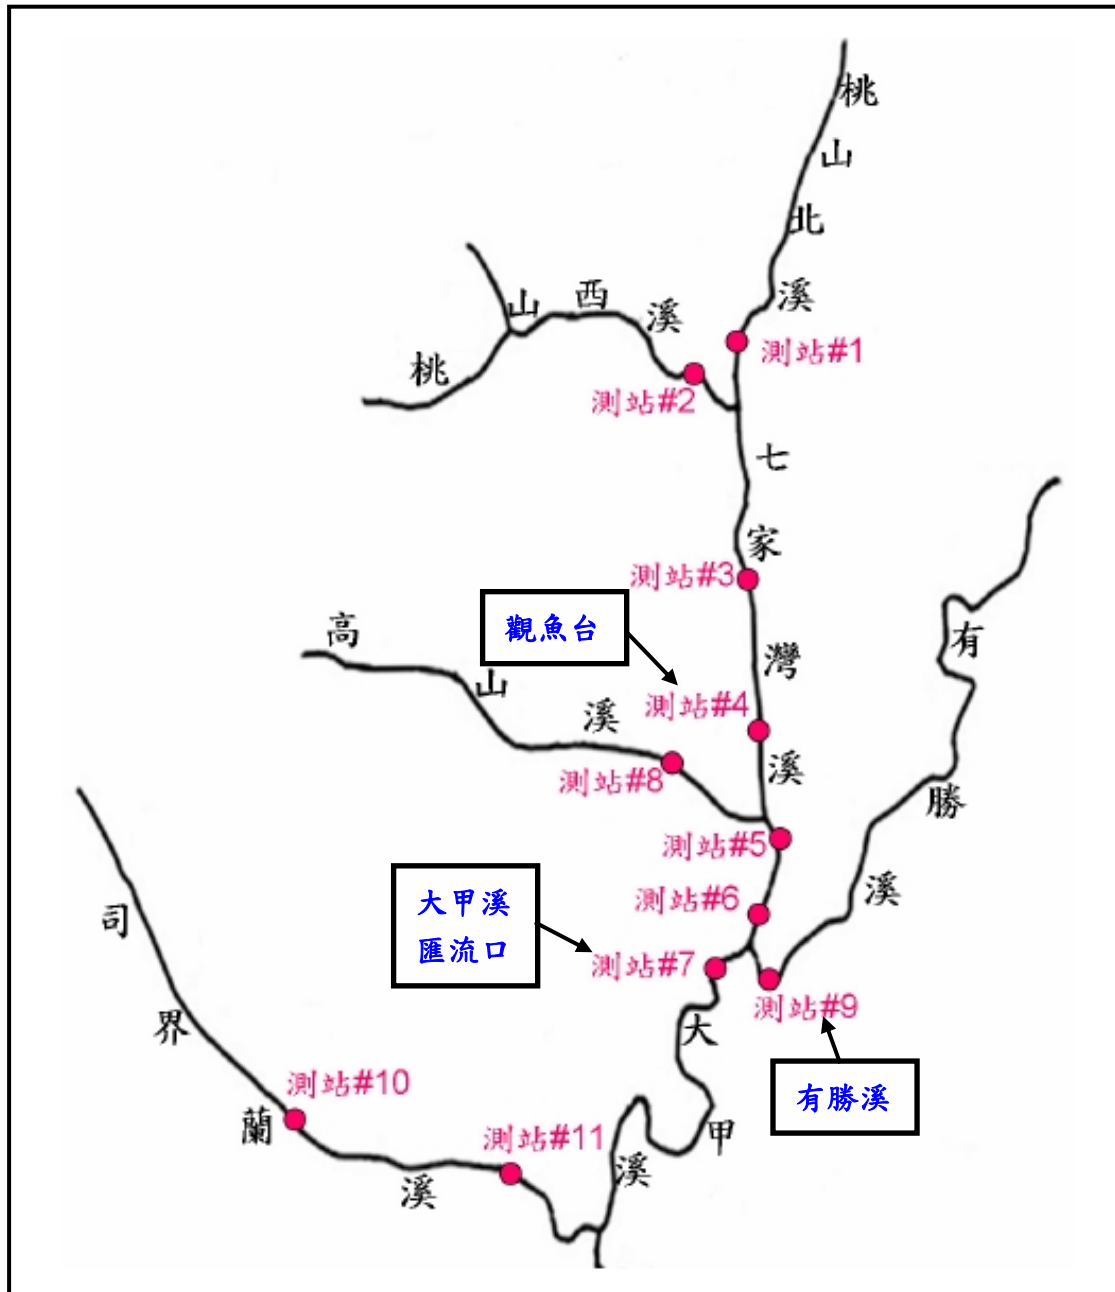 桃山北溪
測站#1
桃山西溪
測站#2
七家灣溪
測站#3
觀魚台
測站#4
高山溪
測站#8
有勝溪
測站#5
測站#6
大甲溪
匯流口
測站#7
測站#9
有勝溪
司界蘭溪
測站#10
測站#11
大甲溪